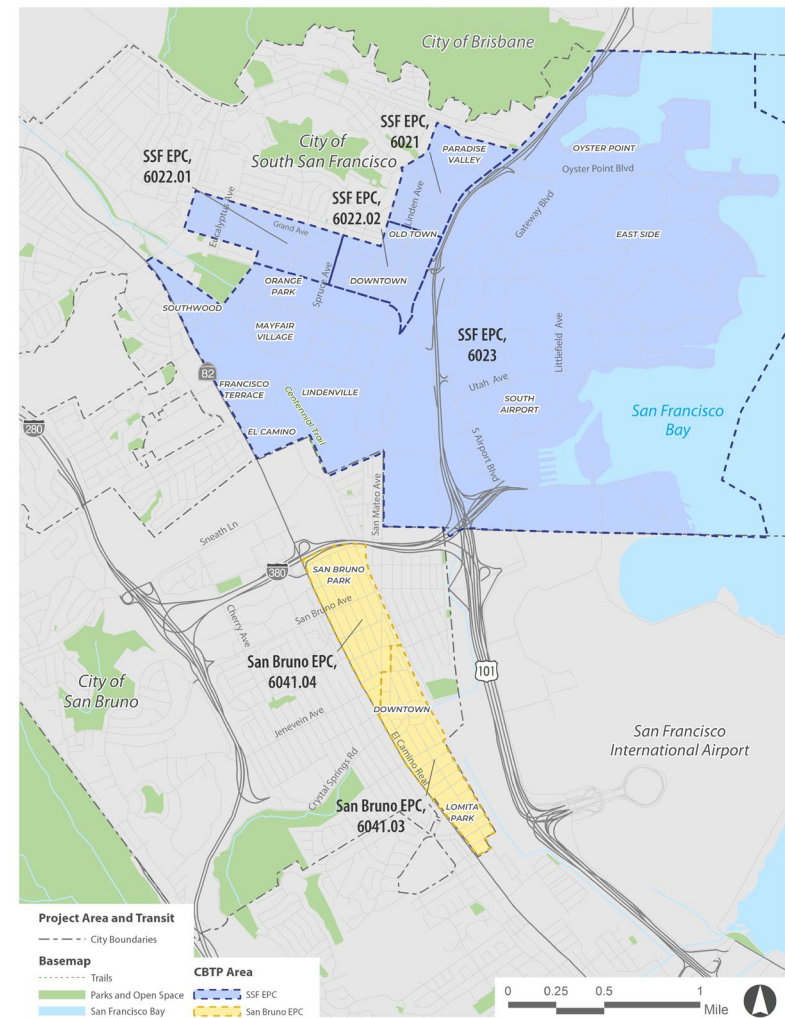 City of Brisbane
SSF EPC,
6021
City of
South San Francisco
PARADISE
VALLEY
OYSTER POINT
Oyster Point Blvd
SSF EPC,
6022.01
SSF EPC,
6022.02
Eucalyptus Ave
Grand Ave
Linden Ave
Gateway Blvd
OLD TOWN
EAST SIDE
Spruce Ave
ORANGE
PARK
DOWNTOWN
SOUTHWOOD
MAYFAIR
VILLAGE
SSF EPC,
6023
Littlefield Ave
82
FRANCISCO
TERRACE
LINDENVILLE
Centennial Trail
Utah Ave
SOUTH
AIRPORT
San Francisco
Bay
280
EL CAMINO
S Airport Blvd
San Mateo Ave
Sneath Ln
380
SAN BRUNO
PARK
San Bruno Ave
Cherry Ave
San Bruno EPC,
6041.04
101
City of
San Bruno
DOWNTOWN
Jenevein Ave
El Camino Real
San Francisco
International Airport
Crystal Springs Rd
San Bruno EPC,
6041.03
LOMITA
PARK
Project Area and Transit
City Boundaries
Basemap
Trails
Parks and Open Space
San Francisco Bay
CBTP Area
SSF EPC
San Bruno EPC
0 0.25 0.5 1
Mile